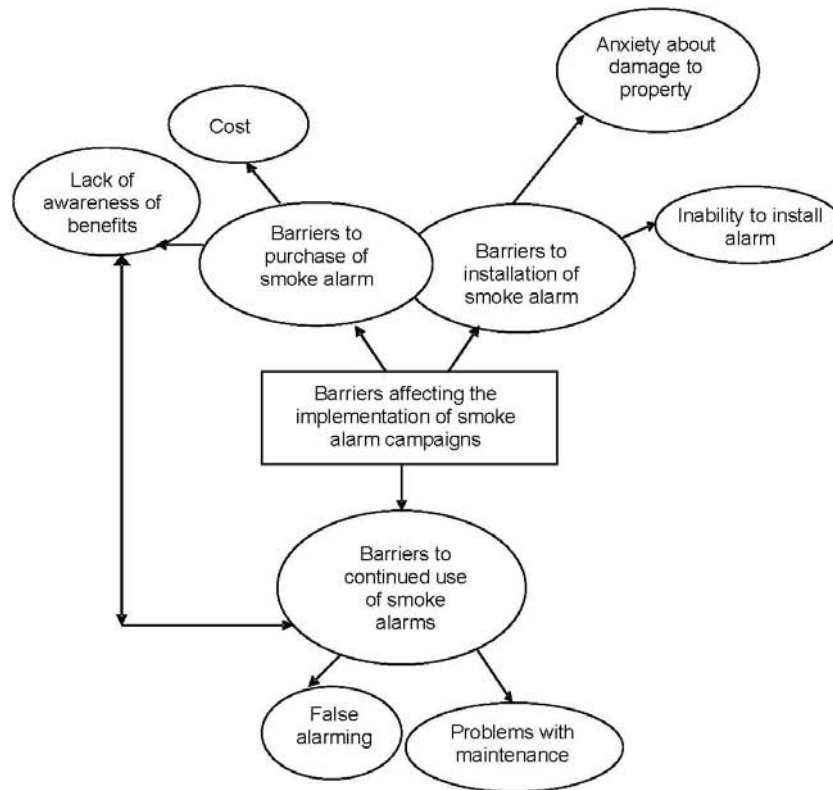 Anxiety about
damage to
property
Cost
Lack of
awareness of
benefits
Inability to install
alarm
Barriers to
purchase of
smoke alarm
Barriers to
installation of
smoke alarm
Barriers affecting the
implementation of smoke
alarm campaigns
Barriers to
continued use
of smoke
alarms
False
alarming
Problems with
maintenance